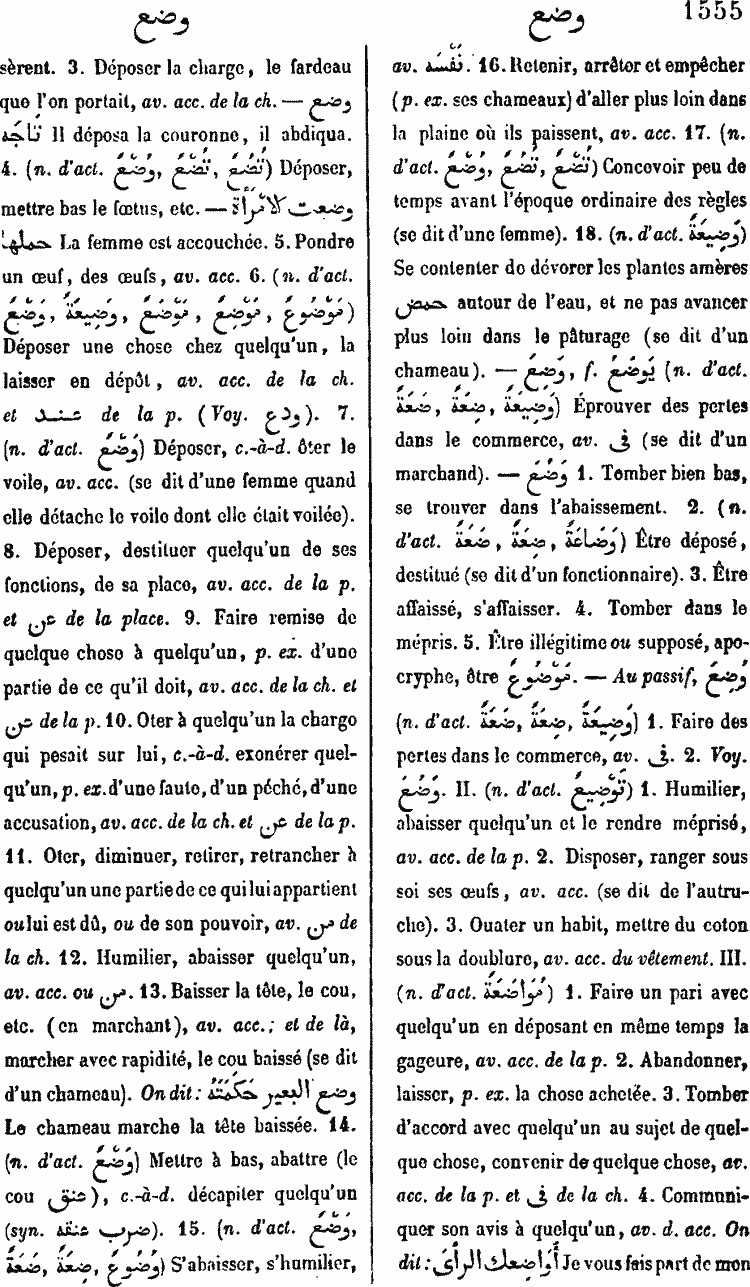 وضع
sèrent. 3. Déposer la charge, le fardeau
que l'on portait, av. acc. de la ch. — وضع
تَاجَه Il déposa la couronne, il abdiqua.
4. (n. d'act. وَضْع, تُضْع, تُضُع) Déposer,
mettre bas le fœtus, etc. — وضعت الامرأة
حملها La femme est accouchée. 5. Pondre
un œuf, des œufs, av. acc. 6. (n. d'act.
وَضْع, وَضِيعَة, مَوْضَع, مَوْضِع, مَوْضُوع)
Déposer une chose chez quelqu'un, la
laisser en dépôt, av. acc. de la ch.
et عند de la p. (Voy. ودع). 7.
(n. d'act. وَضْع) Déposer, c.-à-d. ôter le
voile, av. acc. (se dit d'une femme quand
elle détache le voile dont elle était voilée).
8. Déposer, destituer quelqu'un de ses
fonctions, de sa place, av. acc. de la p.
et عن de la place. 9. Faire remise de
quelque chose à quelqu'un, p. ex. d'une
partie de ce qu'il doit, av. acc. de la ch. et
عن de la p. 10. Oter à quelqu'un la charge
qui pesait sur lui, c.-à-d. exonérer quel-
qu'un, p. ex. d'une faute, d'un péché, d'une
accusation, av. acc. de la ch. et عن de la p.
11. Oter, diminuer, retirer, retrancher à
quelqu'un une partie de ce qui lui appartient
ou lui est dû, ou de son pouvoir, av. من de
la ch. 12. Humilier, abaisser quelqu'un,
av. acc. ou من. 13. Baisser la tête, le cou,
etc. (en marchant), av. acc.; et de là,
marcher avec rapidité, le cou baissé (se dit
d'un chameau). On dit : وضع البعير حَكَمَتَهُ
Le chameau marche la tête baissée. 14.
(n. d'act. وَضْع) Mettre à bas, abattre (le
cou عنق), c.-à-d. décapiter quelqu'un
(syn. ضرب عنقه). 15. (n. d'act. وَضْع,
وُضُوع, ضِعَة, ضَعَة) S'abaisser, s'humilier,
وضع 1555
av. نَفْسَه. 16. Retenir, arrêter et empêcher
(p. ex. ses chameaux) d'aller plus loin dans
la plaine où ils paissent, av. acc. 17. (n.
d'act. وُضْع, تُضْع, تُضُع) Concevoir peu de
temps avant l'époque ordinaire des règles
(se dit d'une femme). 18. (n. d'act. وَضِيعَة)
Se contenter de dévorer les plantes amères
حمض autour de l'eau, et ne pas avancer
plus loin dans le pâturage (se dit d'un
chameau). — وَضِعَ, f. يَوْضَعُ (n. d'act.
ضَعَة, ضِعَة, وَضِيعَة) Éprouver des pertes
dans le commerce, av. فى (se dit d'un
marchand). — وَضُعَ 1. Tomber bien bas,
se trouver dans l'abaissement. 2. (n.
d'act. ضَعَة, ضِعَة, وَضَاعَة) Être déposé,
destitué (se dit d'un fonctionnaire). 3. Être
affaissé, s'affaisser. 4. Tomber dans le
mépris. 5. Être illégitime ou supposé, apo-
cryphe, être مَوْضُوع. — Au passif, وُضِعَ
(n. d'act. ضَعَة, ضِعَة, وَضِيعَة) 1. Faire des
pertes dans le commerce, av. فى. 2. Voy.
وَضُعَ. II. (n. d'act. تَوْضِيع) 1. Humilier,
abaisser quelqu'un et le rendre méprisé,
av. acc. de la p. 2. Disposer, ranger sous
soi ses œufs, av. acc. (se dit de l'autru-
che). 3. Ouater un habit, mettre du coton
sous la doublure, av. acc. du vêtement. III.
(n. d'act. مُوَاضَعَة) 1. Faire un pari avec
quelqu'un en déposant en même temps la
gageure, av. acc. de la p. 2. Abandonner,
laisser, p. ex. la chose achetée. 3. Tomber
d'accord avec quelqu'un au sujet de quel-
que chose, convenir de quelque chose, av.
acc. de la p. et فى de la ch. 4. Communi-
quer son avis à quelqu'un, av. d. acc. On
dit : أُوَاضِعك الرأى Je vous fais part de mon